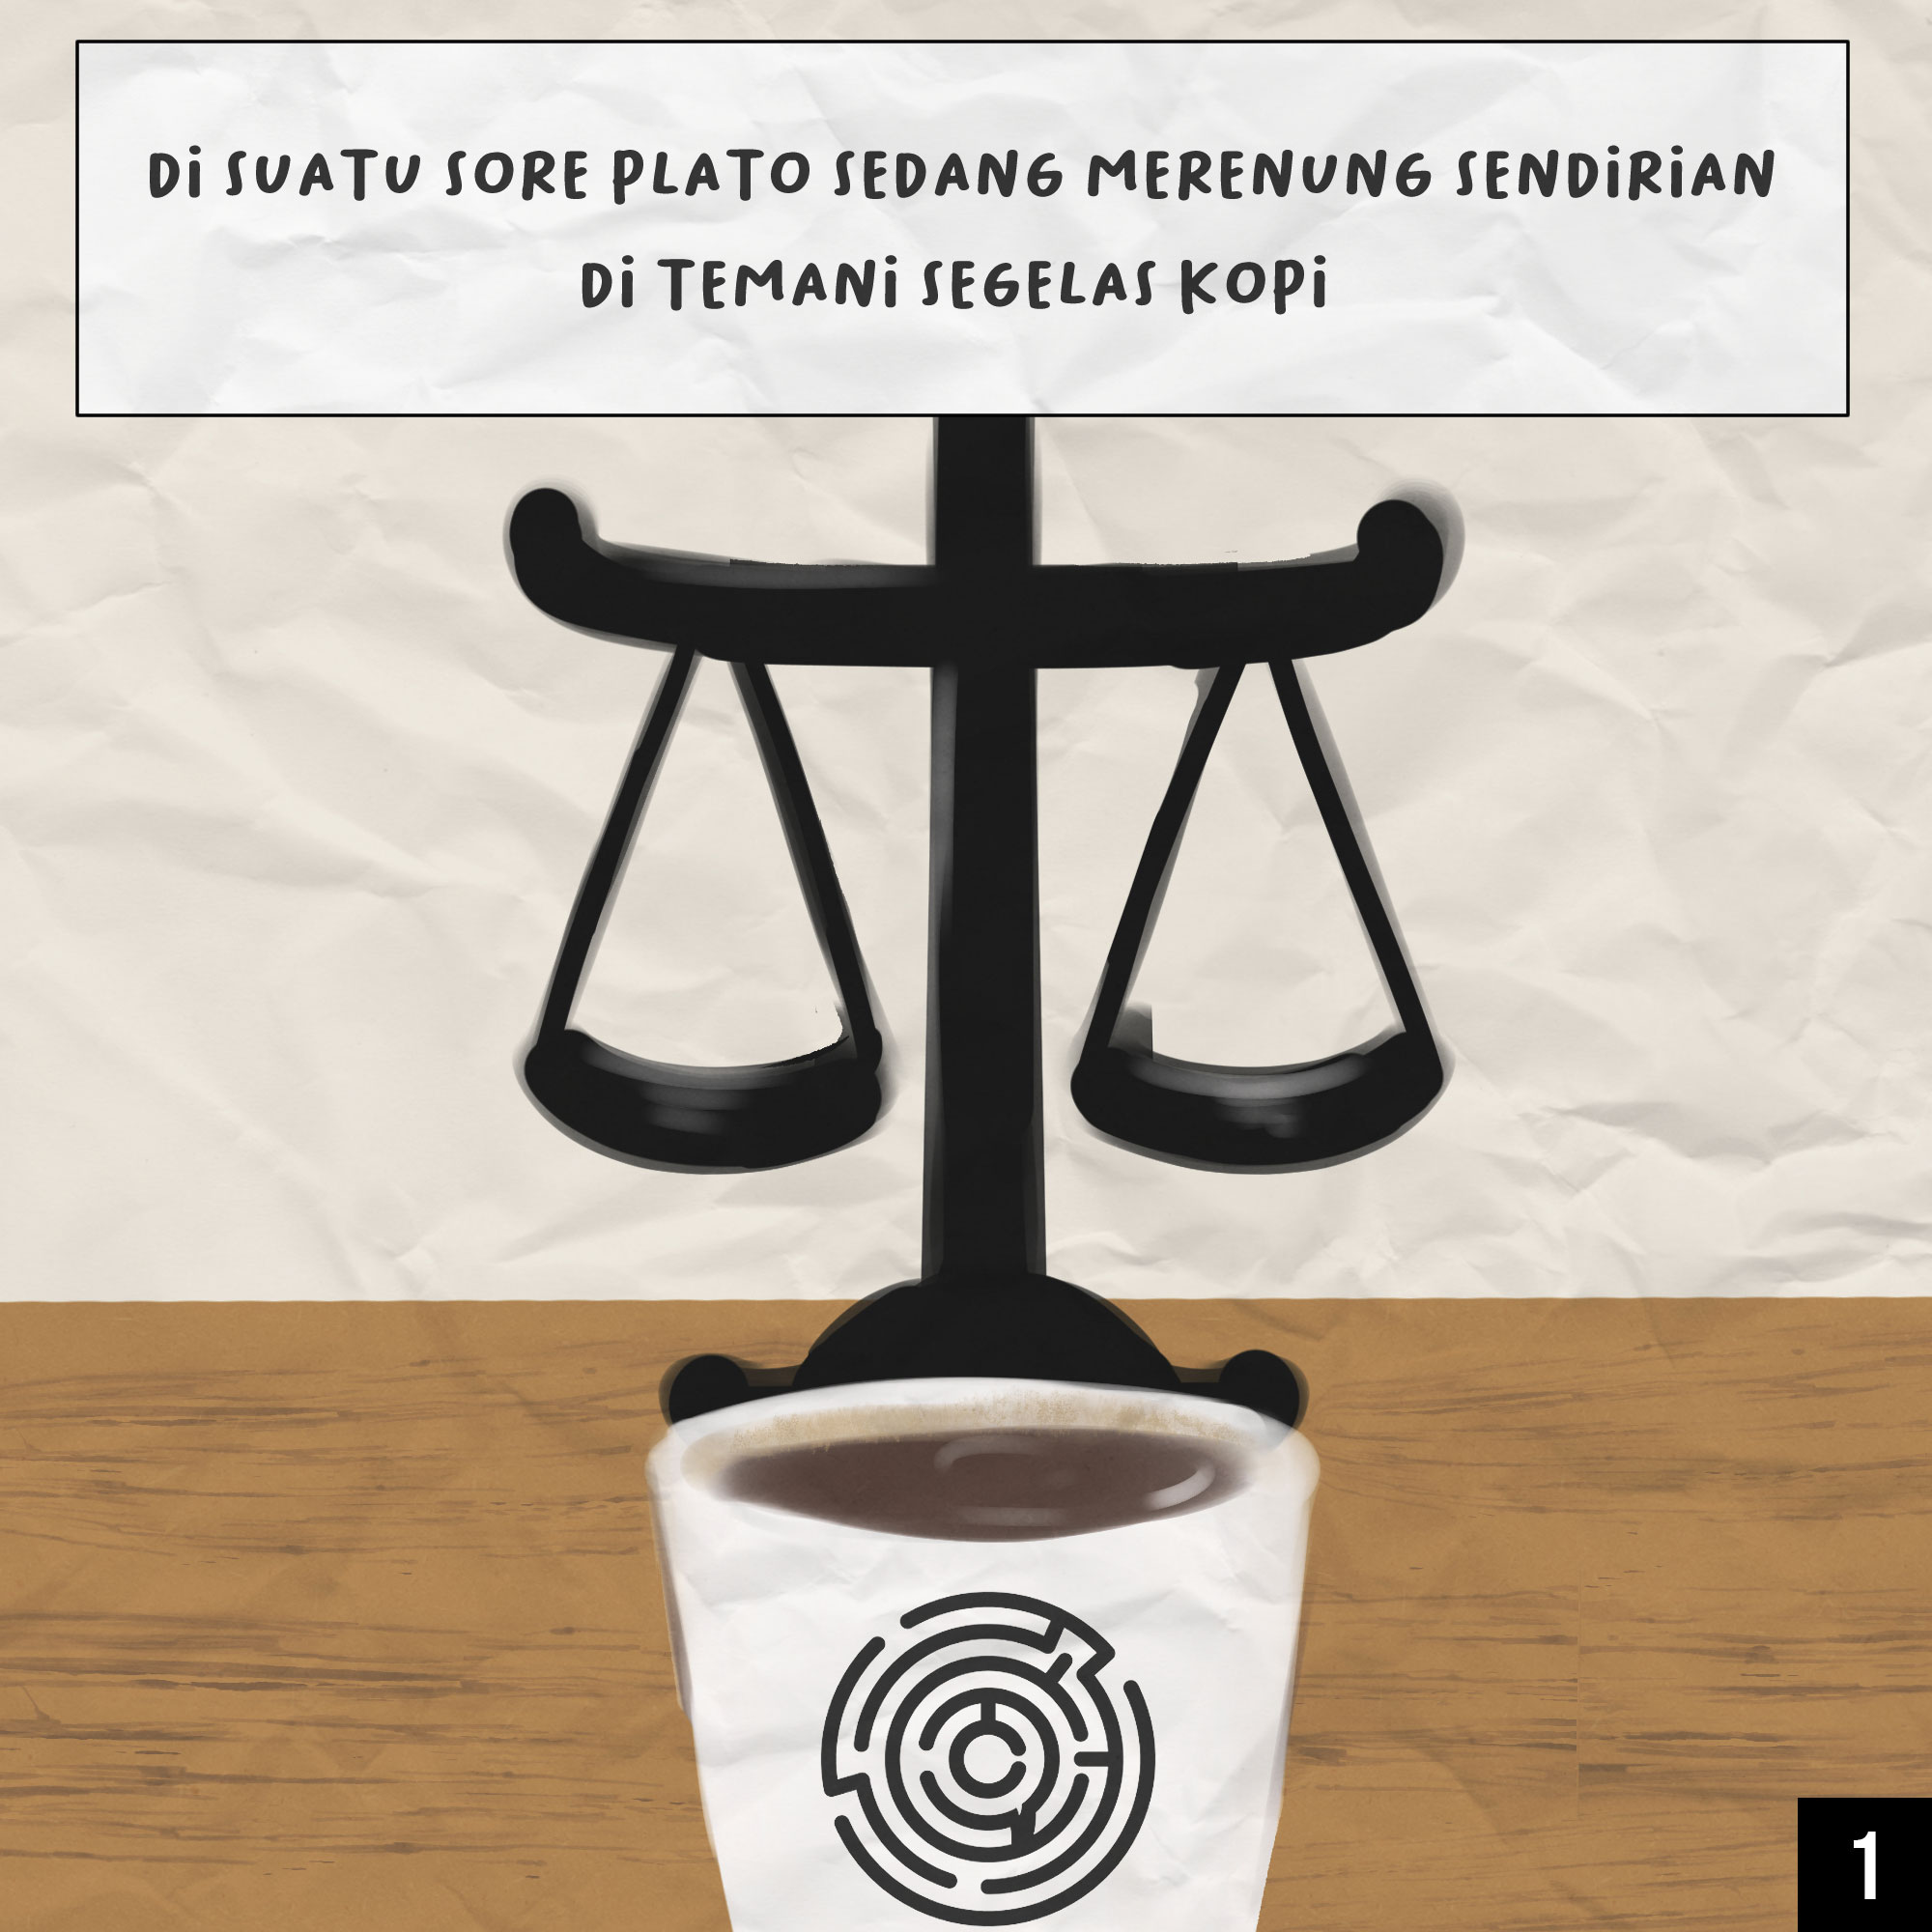 Di SUATU SORE PLATO SEDANG MERENUNG SENDiRiAN
Di TEMANi SEGELAS KOPi
1